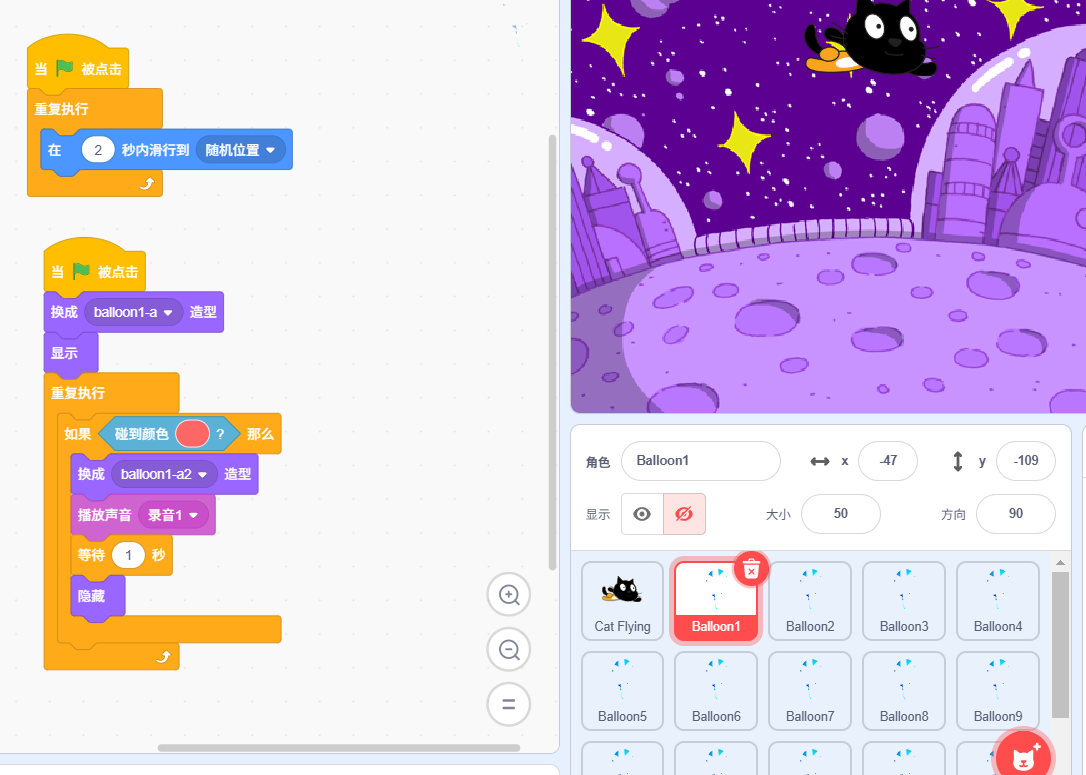 当 被点击
重复执行
在 2 秒内滑行到 随机位置
当 被点击
换成 balloon1-a 造型
显示
重复执行
如果 碰到颜色 ? 那么
换成 balloon1-a2 造型
播放声音 录音1
等待 1 秒
隐藏
角色 Balloon1 x -47 y -109
显示 大小 50 方向 90
Cat Flying Balloon1 Balloon2 Balloon3 Balloon4
Balloon5 Balloon6 Balloon7 Balloon8 Balloon9